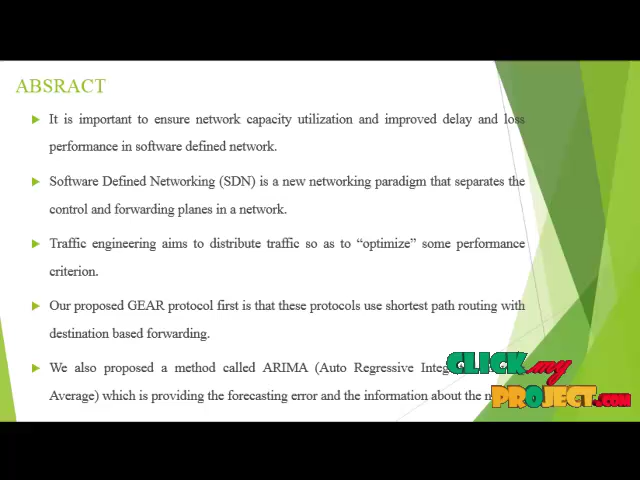 ABSRACT
It is important to ensure network capacity utilization and improved delay and loss
performance in software defined network.
Software Defined Networking (SDN) is a new networking paradigm that separates the
control and forwarding planes in a network.
Traffic engineering aims to distribute traffic so as to “optimize” some performance
criterion.
Our proposed GEAR protocol first is that these protocols use shortest path routing with
destination based forwarding.
We also proposed a method called ARIMA (Auto Regressive
Average) which is providing the forecasting error and the information about the
CLICK my
PROJECT.COM